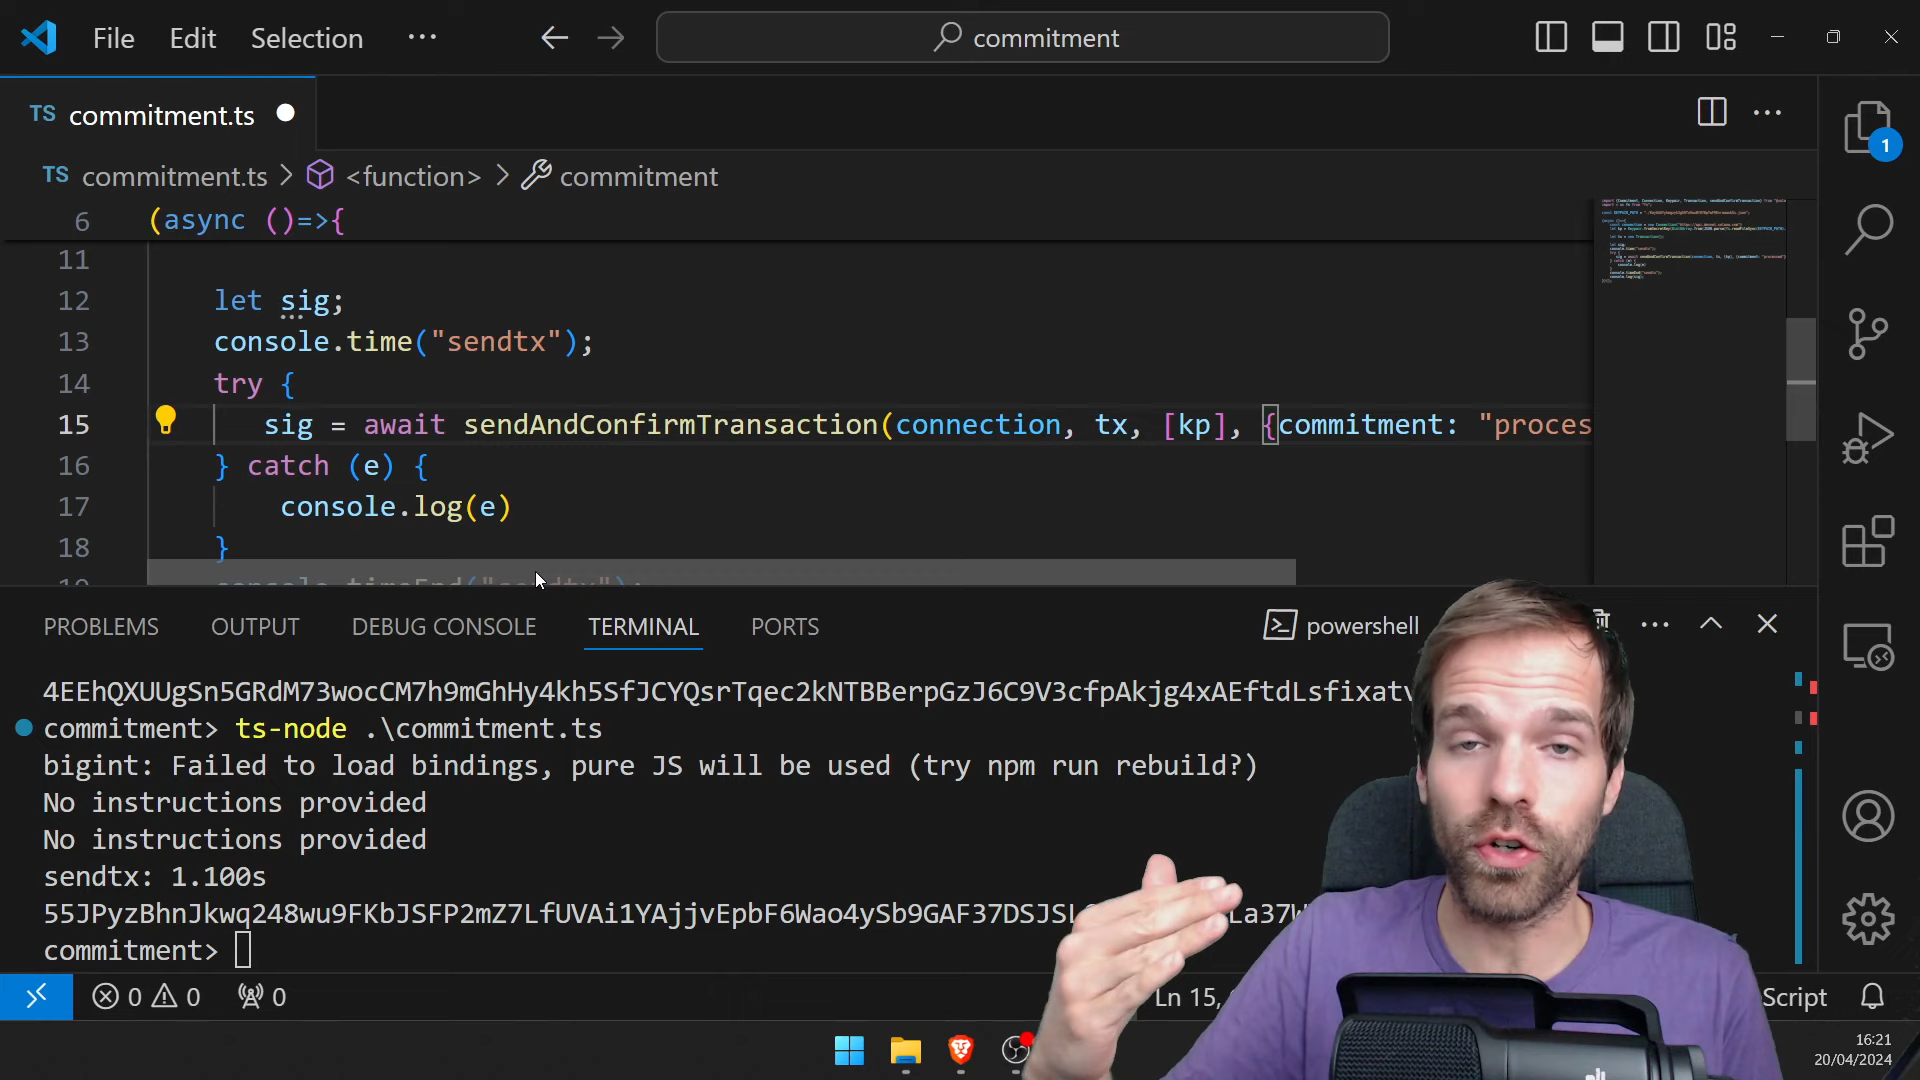 File Edit Selection ··· commitment
TS commitment.ts
TS commitment.ts > <function> > commitment
6 (async ()=>{
11
12 let sig;
13 console.time("sendtx");
14 try {
15 sig = await sendAndConfirmTransaction(connection, tx, [kp], {commitment: "proces
16 } catch (e) {
17 console.log(e)
18 }
console.timeEnd("sendtx");
1
PROBLEMS OUTPUT DEBUG CONSOLE TERMINAL PORTS powershell
4EEhQXUUgSn5GRdM73wocCM7h9mGhHy4kh5SfJCYQsrTqec2kNTBBerpGzJ6C9V3cfpAkjg4xAEftdLsfixatv
commitment> ts-node .\commitment.ts
bigint: Failed to load bindings, pure JS will be used (try npm run rebuild?)
No instructions provided
No instructions provided
sendtx: 1.100s
55JPyzBhnJkwq248wu9FKbJSFP2mZ7LfUVAi1YAjjvEpbF6Wao4ySb9GAF37DSJSL
commitment>
0 0 0 Ln 15, Script
16:21
20/04/2024